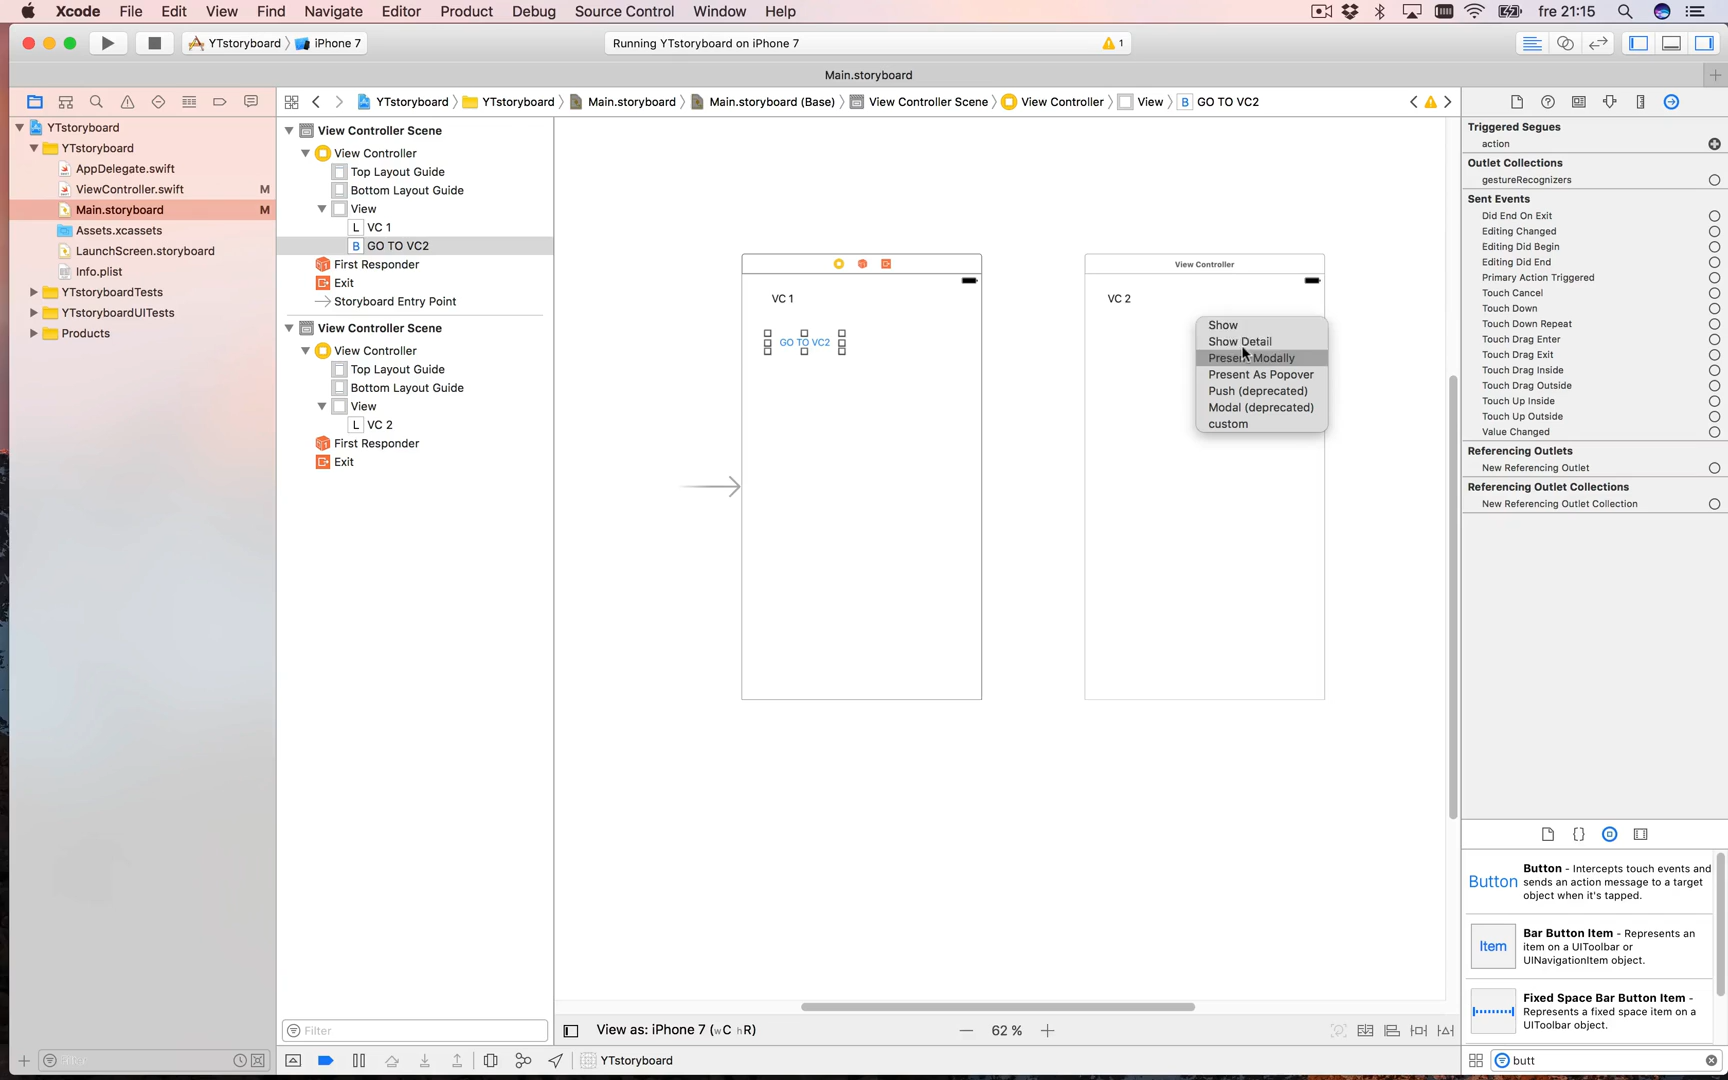 Xcode File Edit View Find Navigate Editor Product Debug Source Control Window Help fre 21:15
YTstoryboard iPhone 7 Running YTstoryboard on iPhone 7 1
Main.storyboard
YTstoryboard YTstoryboard Main.storyboard Main.storyboard (Base) View Controller Scene View Controller View B GO TO VC2
YTstoryboard
YTstoryboard
AppDelegate.swift
ViewController.swift M
Main.storyboard M
Assets.xcassets
LaunchScreen.storyboard
Info.plist
YTstoryboardTests
YTstoryboardUITests
Products
View Controller Scene
View Controller
Top Layout Guide
Bottom Layout Guide
View
L VC 1
B GO TO VC2
First Responder
Exit
Storyboard Entry Point
View Controller Scene
View Controller
Top Layout Guide
Bottom Layout Guide
View
L VC 2
First Responder
Exit
Filter
VC 1
GO TO VC2
View Controller
VC 2
Show
Show Detail
Present Modally
Present As Popover
Push (deprecated)
Modal (deprecated)
custom
View as: iPhone 7 (wC hR)
62 %
YTstoryboard
Triggered Segues
action
Outlet Collections
gestureRecognizers
Sent Events
Did End On Exit
Editing Changed
Editing Did Begin
Editing Did End
Primary Action Triggered
Touch Cancel
Touch Down
Touch Down Repeat
Touch Drag Enter
Touch Drag Exit
Touch Drag Inside
Touch Drag Outside
Touch Up Inside
Touch Up Outside
Value Changed
Referencing Outlets
New Referencing Outlet
Referencing Outlet Collections
New Referencing Outlet Collection
Button
Button - Intercepts touch events and
sends an action message to a target
object when it's tapped.
Item
Bar Button Item - Represents an
item on a UIToolbar or
UINavigationItem object.
Fixed Space Bar Button Item -
Represents a fixed space item on a
UIToolbar object.
butt